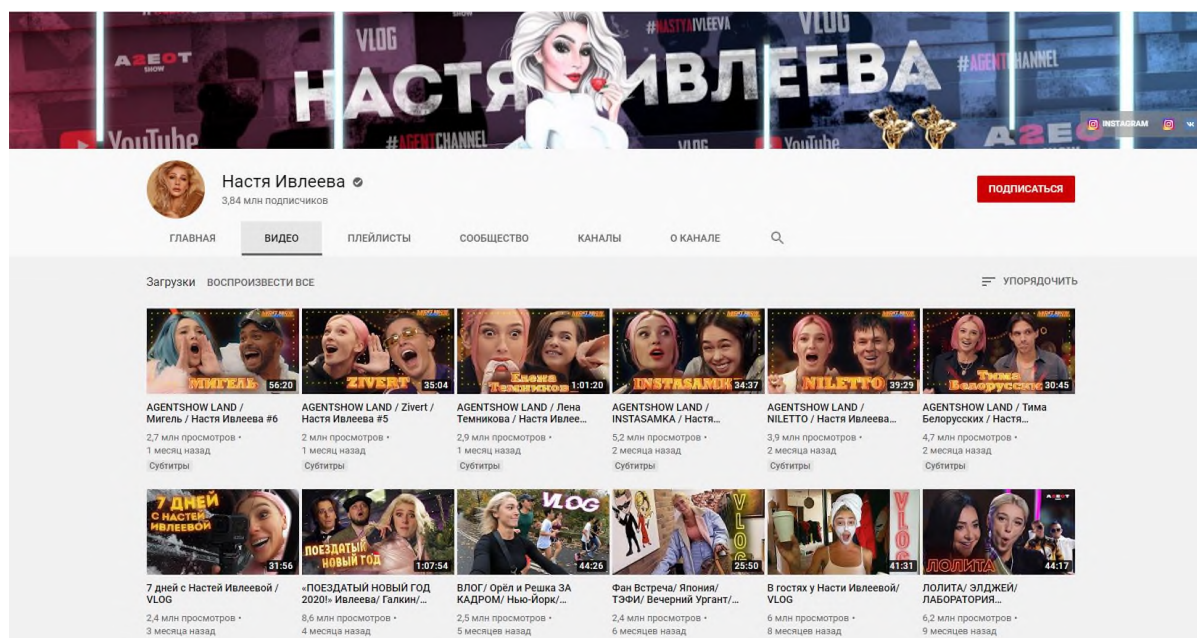 VLOG
#NASTYAIVLEEVA
VLOG
A2EOT
SHOW
НАСТЯ ИВЛЕЕВА
#AGENTCHANNEL
YouTube
#AGENTCHANNEL
VLOG
YouTube
INSTAGRAM
Настя Ивлеева
3,84 млн подписчиков
ПОДПИСАТЬСЯ
ГЛАВНАЯ ВИДЕО ПЛЕЙЛИСТЫ СООБЩЕСТВО КАНАЛЫ О КАНАЛЕ
Загрузки ВОСПРОИЗВЕСТИ ВСЕ УПОРЯДОЧИТЬ
МИГЕЛЬ 56:20
ZIVERT 35:04
Елена
Темникова 1:01:20
INSTASAMKA 34:37
NILETTO 39:29
Тима
Белорусских 30:45
AGENTSHOW LAND /
Мигель / Настя Ивлеева #6
2,7 млн просмотров •
1 месяц назад
Субтитры
AGENTSHOW LAND / Zivert /
Настя Ивлеева #5
2 млн просмотров •
1 месяц назад
Субтитры
AGENTSHOW LAND / Лена
Темникова / Настя Ивлее...
2,9 млн просмотров •
1 месяц назад
Субтитры
AGENTSHOW LAND /
INSTASAMKA / Настя...
5,2 млн просмотров •
2 месяца назад
Субтитры
AGENTSHOW LAND /
NILETTO / Настя Ивлеева...
3,9 млн просмотров •
2 месяца назад
Субтитры
AGENTSHOW LAND / Тима
Белорусских / Настя...
4,7 млн просмотров •
2 месяца назад
Субтитры
7 ДНЕЙ
С НАСТЕЙ
ИВЛЕЕВОЙ
31:56
ПОЕЗДАТЫЙ
НОВЫЙ ГОД
1:07:54
VLOG
44:26
VLOG
25:50
VLOG
41:31
ЛОЛИТА
44:17
7 дней с Настей Ивлеевой /
VLOG
2,4 млн просмотров •
3 месяца назад
«ПОЕЗДАТЫЙ НОВЫЙ ГОД
2020!» Ивлеева/ Галкин/...
8,6 млн просмотров •
4 месяца назад
ВЛОГ/ Орёл и Решка ЗА
КАДРОМ/ Нью-Йорк/...
2,5 млн просмотров •
5 месяцев назад
Фан Встреча/ Япония/
ТЭФИ/ Вечерний Ургант/...
2,4 млн просмотров •
6 месяцев назад
В гостях у Насти Ивлеевой/
VLOG
6 млн просмотров •
8 месяцев назад
ЛОЛИТА/ ЭЛДЖЕЙ/
ЛАБОРАТОРИЯ...
6,2 млн просмотров •
9 месяцев назад